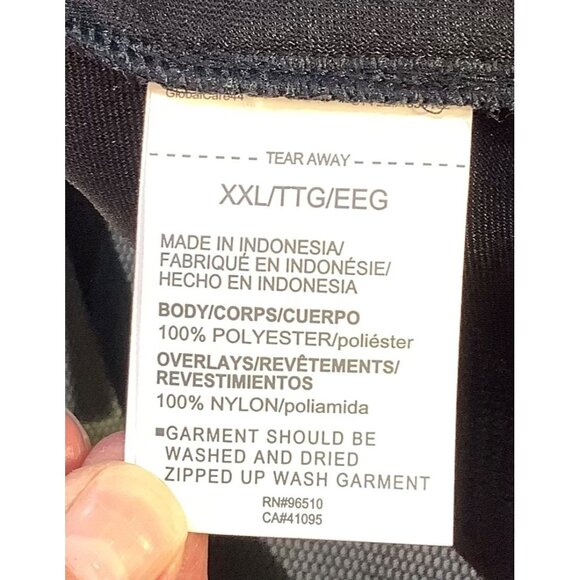 GlobalCare44
TEAR AWAY
XXL/TTG/EEG
MADE IN INDONESIA/
FABRIQUÉ EN INDONÉSIE/
HECHO EN INDONESIA
BODY/CORPS/CUERPO
100% POLYESTER/poliéster
OVERLAYS/REVÊTEMENTS/
REVESTIMIENTOS
100% NYLON/poliamida
■GARMENT SHOULD BE
WASHED AND DRIED
ZIPPED UP WASH GARMENT
RN#96510
CA#41095